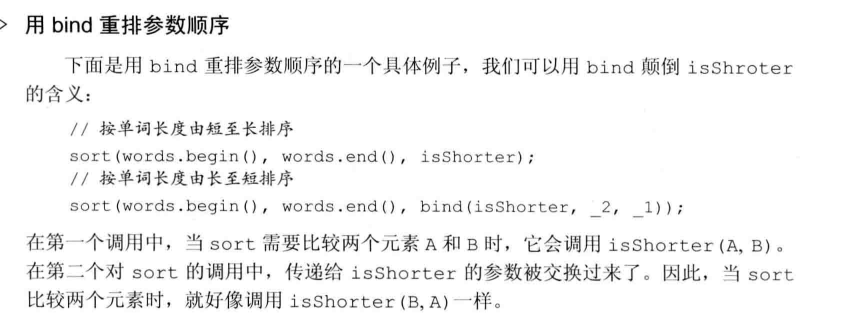 > 用 bind 重排参数顺序
下面是用 bind 重排参数顺序的一个具体例子，我们可以用 bind 颠倒 isShroter
的含义：
// 按单词长度由短至长排序
sort(words.begin(), words.end(), isShorter);
// 按单词长度由长至短排序
sort(words.begin(), words.end(), bind(isShorter, _2, _1));
在第一个调用中，当 sort 需要比较两个元素 A 和 B 时，它会调用 isShorter(A, B)。
在第二个对 sort 的调用中，传递给 isShorter 的参数被交换过来了。因此，当 sort
比较两个元素时，就好像调用 isShorter(B, A)一样。